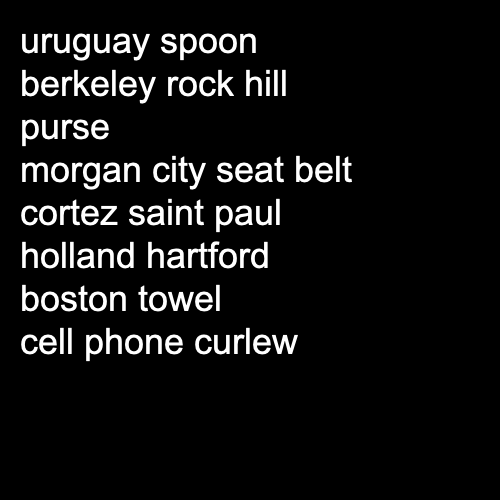 uruguay spoon
berkeley rock hill
purse
morgan city seat belt
cortez saint paul
holland hartford
boston towel
cell phone curlew